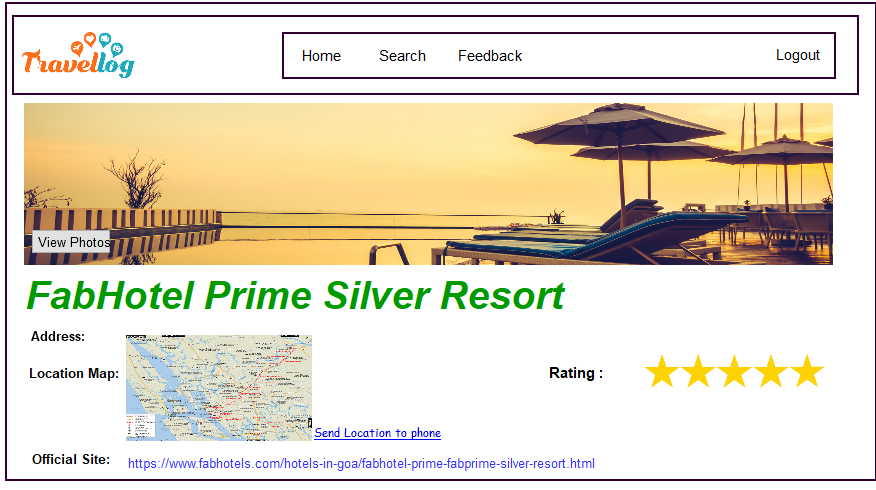 Travellog
Home Search Feedback Logout
View Photos
FabHotel Prime Silver Resort
Address:
Location Map:
Rating :
Send Location to phone
Official Site: https://www.fabhotels.com/hotels-in-goa/fabhotel-prime-fabprime-silver-resort.html